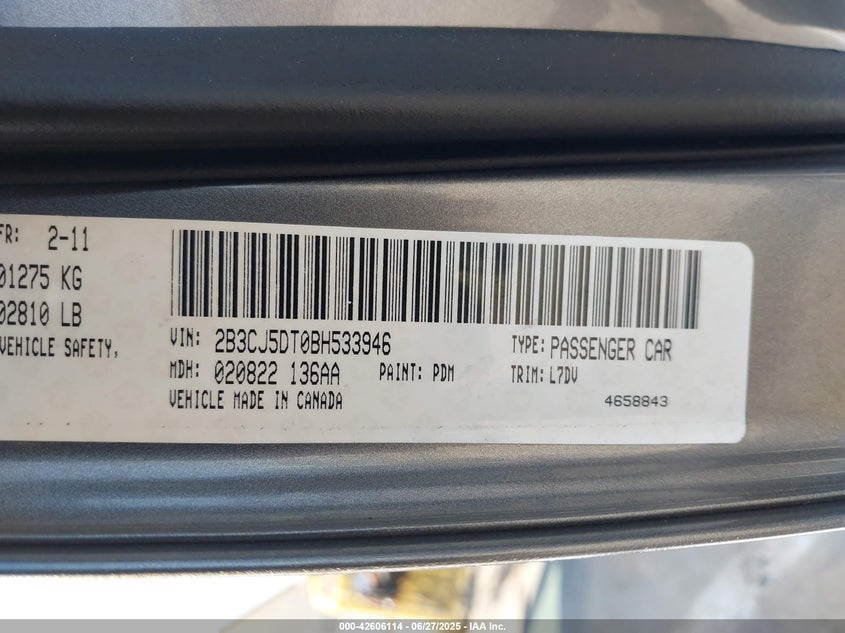 FR: 2-11
01275 KG
02810 LB
VEHICLE SAFETY,
VIN: 2B3CJ5DT0BH533946
TYPE: PASSENGER CAR
MDH: 020822 136AA
PAINT: PDM
TRIM: L7DV
VEHICLE MADE IN CANADA
4658843
000-42606114 - 06/27/2025 - IAA Inc.